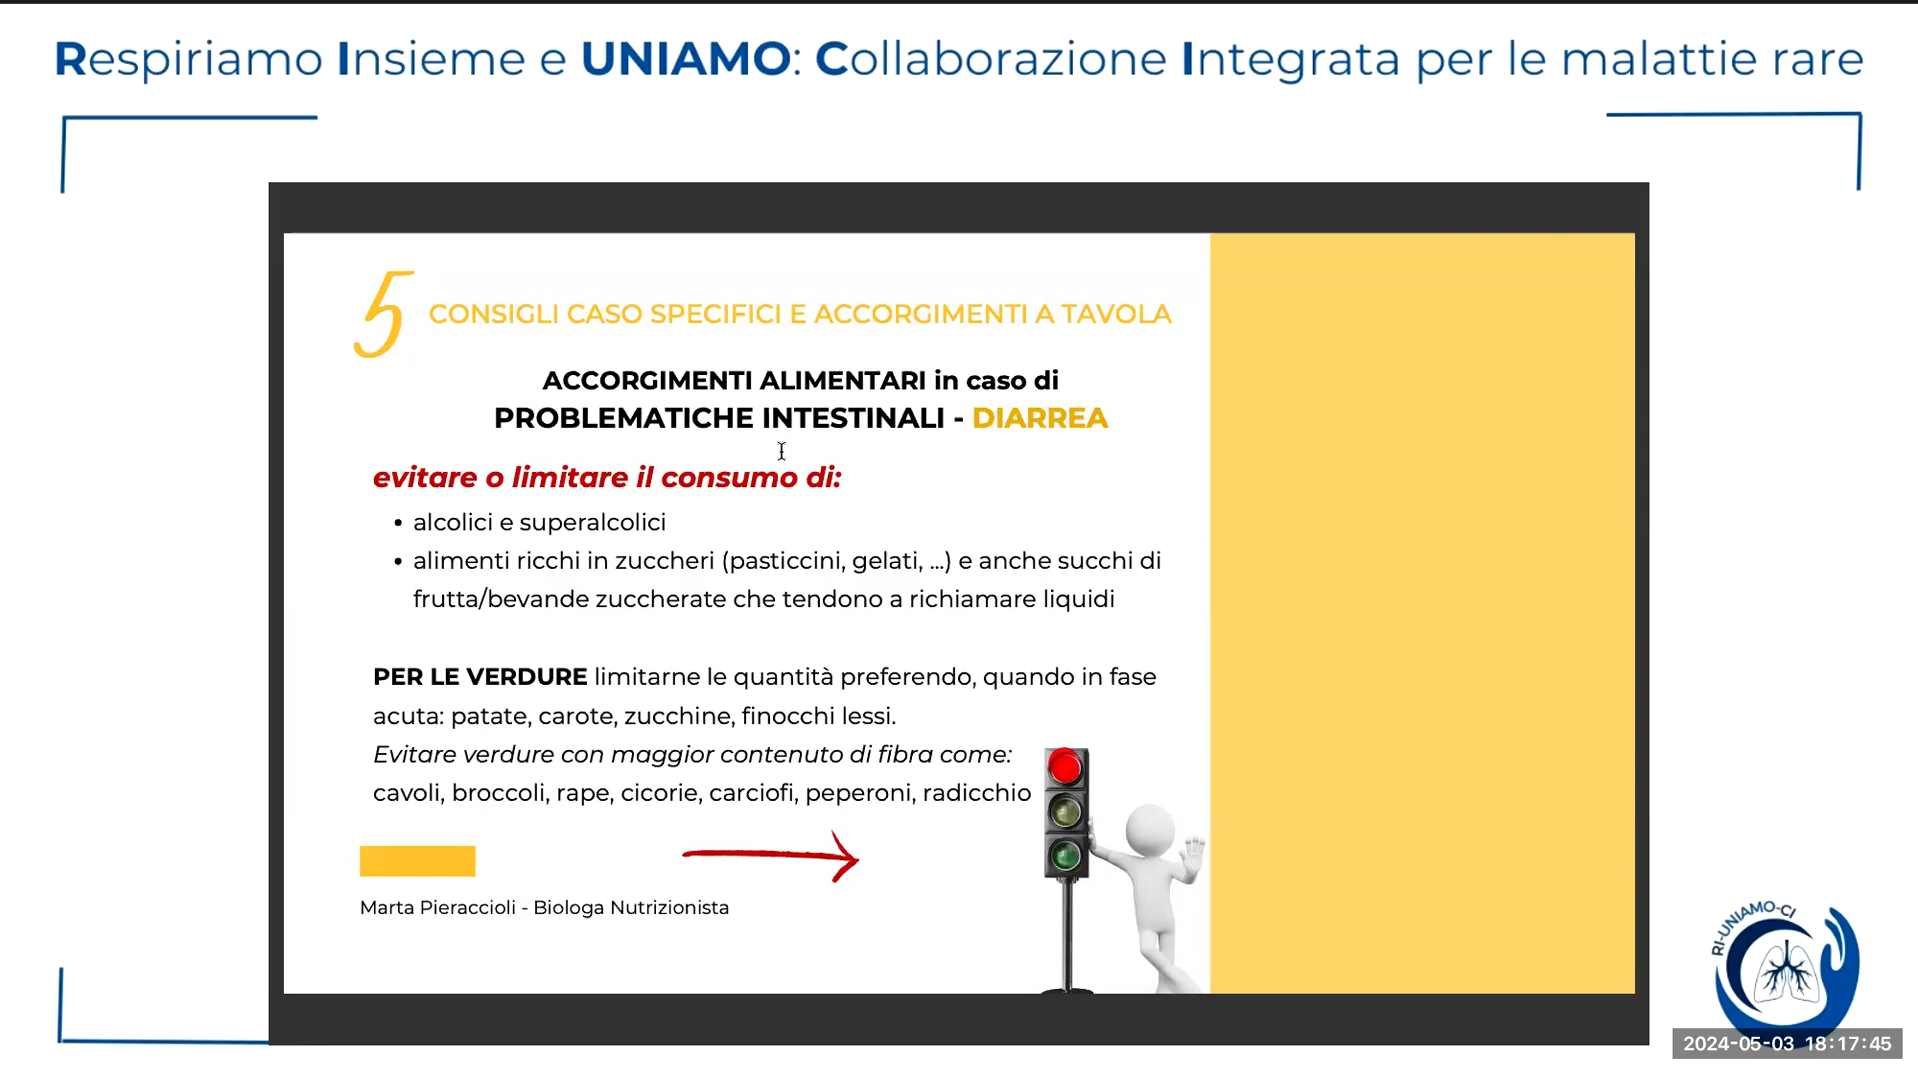 Respiriamo Insieme e UNIAMO: Collaborazione Integrata per le malattie rare
5 CONSIGLI CASO SPECIFICI E ACCORGIMENTI A TAVOLA
ACCORGIMENTI ALIMENTARI in caso di
PROBLEMATICHE INTESTINALI - DIARREA
evitare o limitare il consumo di:
• alcolici e superalcolici
• alimenti ricchi in zuccheri (pasticcini, gelati, ...) e anche succhi di
frutta/bevande zuccherate che tendono a richiamare liquidi
PER LE VERDURE limitarne le quantità preferendo, quando in fase
acuta: patate, carote, zucchine, finocchi lessi.
Evitare verdure con maggior contenuto di fibra come:
cavoli, broccoli, rape, cicorie, carciofi, peperoni, radicchio
Marta Pieraccioli - Biologa Nutrizionista
RI-UNIAMO-CI
2024-05-03 18:17:45